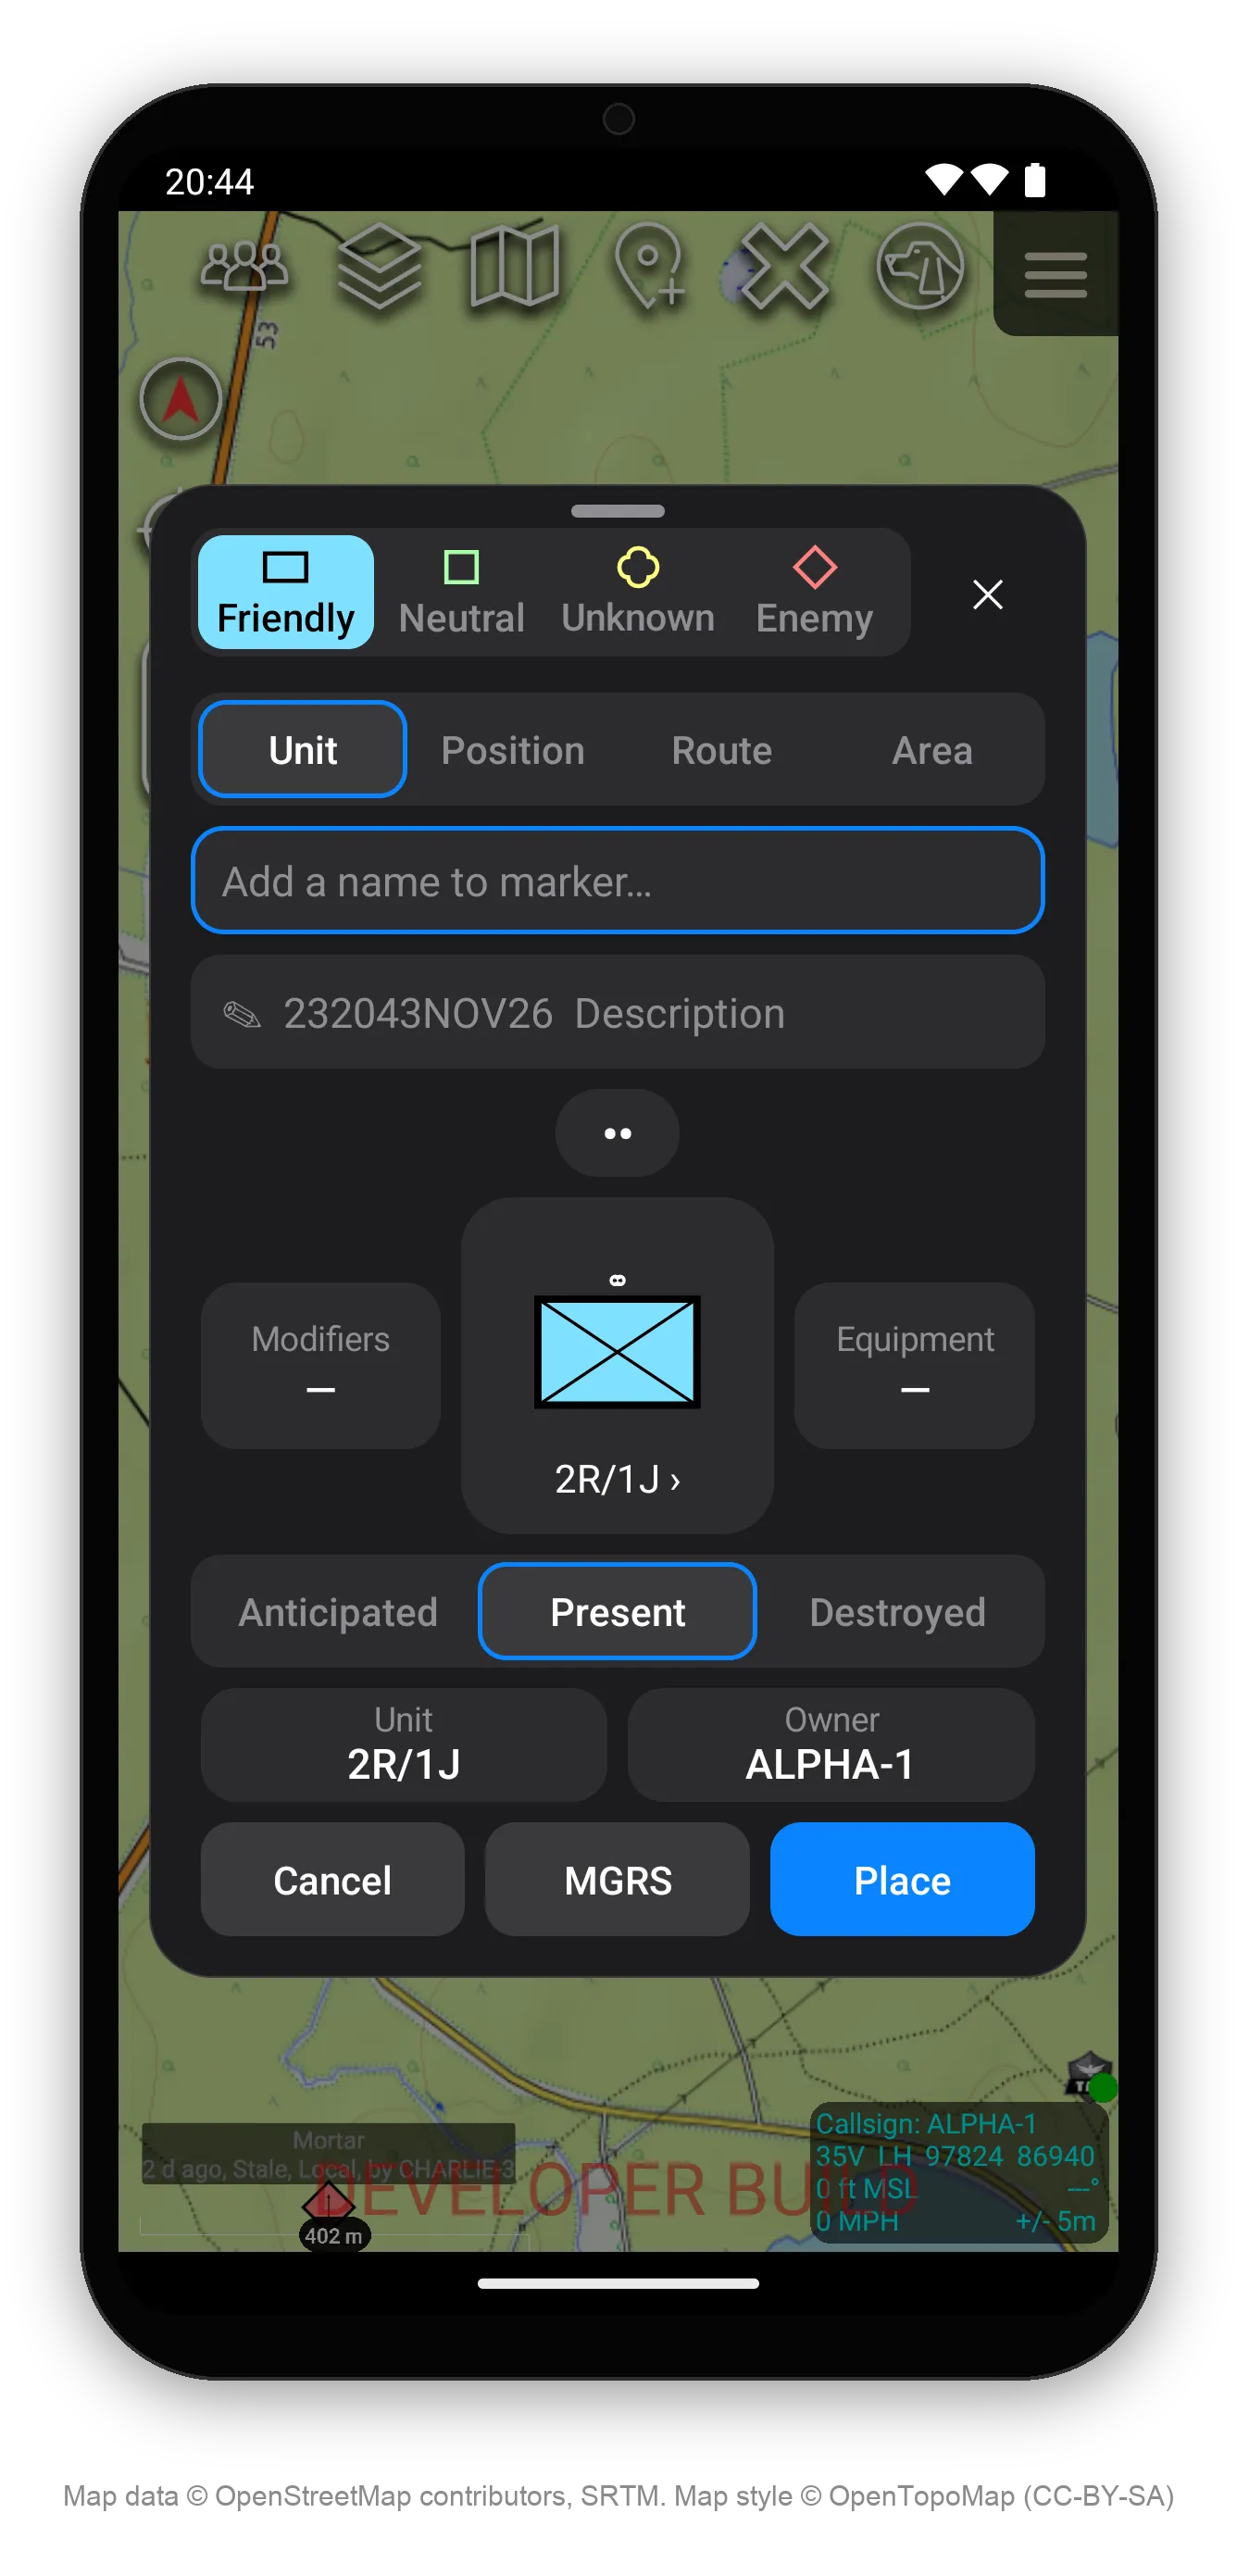 20:44
53
Friendly Neutral Unknown Enemy
Unit Position Route Area
Add a name to marker...
232043NOV26 Description
Modifiers
—
Equipment
—
2R/1J ›
Anticipated Present Destroyed
Unit
2R/1J
Owner
ALPHA-1
Cancel MGRS Place
Mortar
2 d ago, Stale, Local, by CHARLIE-3
402 m
DEVELOPER BUILD
Callsign: ALPHA-1
35V LH 97824 86940
0 ft MSL ---°
0 MPH +/- 5m
Map data © OpenStreetMap contributors, SRTM. Map style © OpenTopoMap (CC-BY-SA)